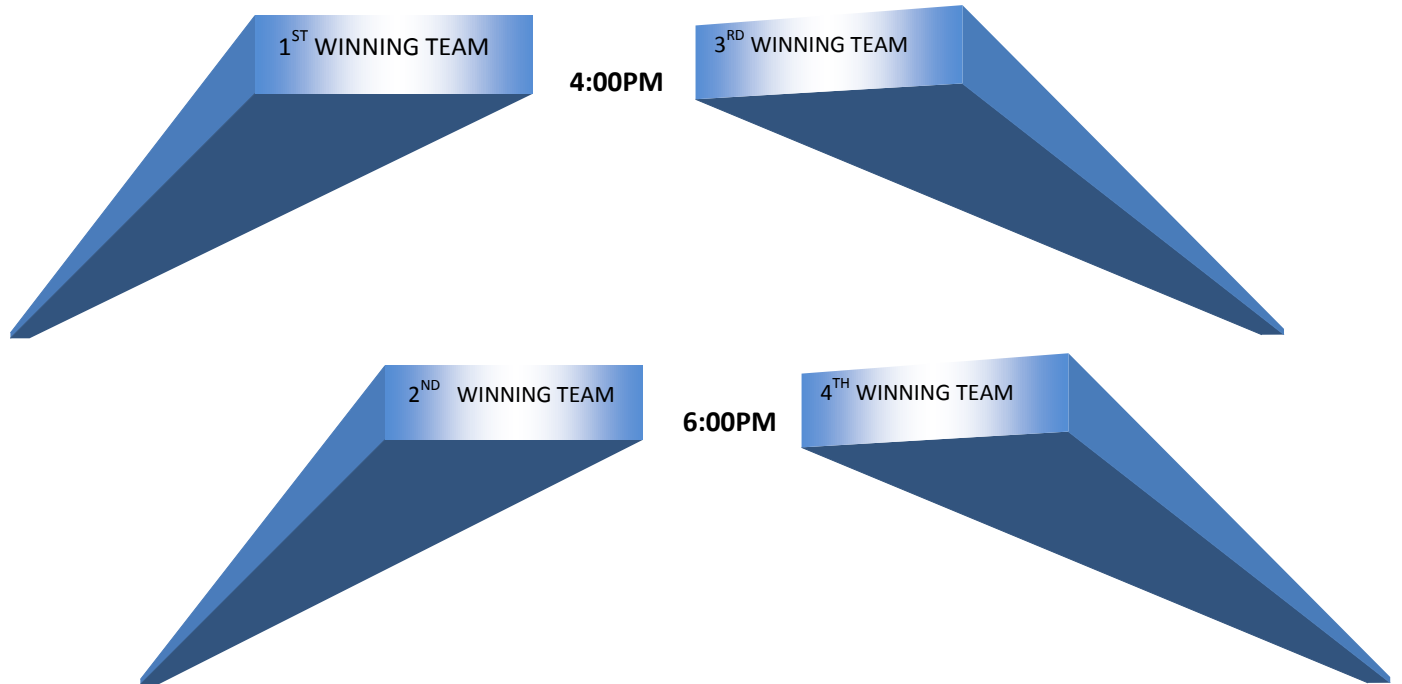 1ST WINNING TEAM
4:00PM
3RD WINNING TEAM
2ND WINNING TEAM
6:00PM
4TH WINNING TEAM